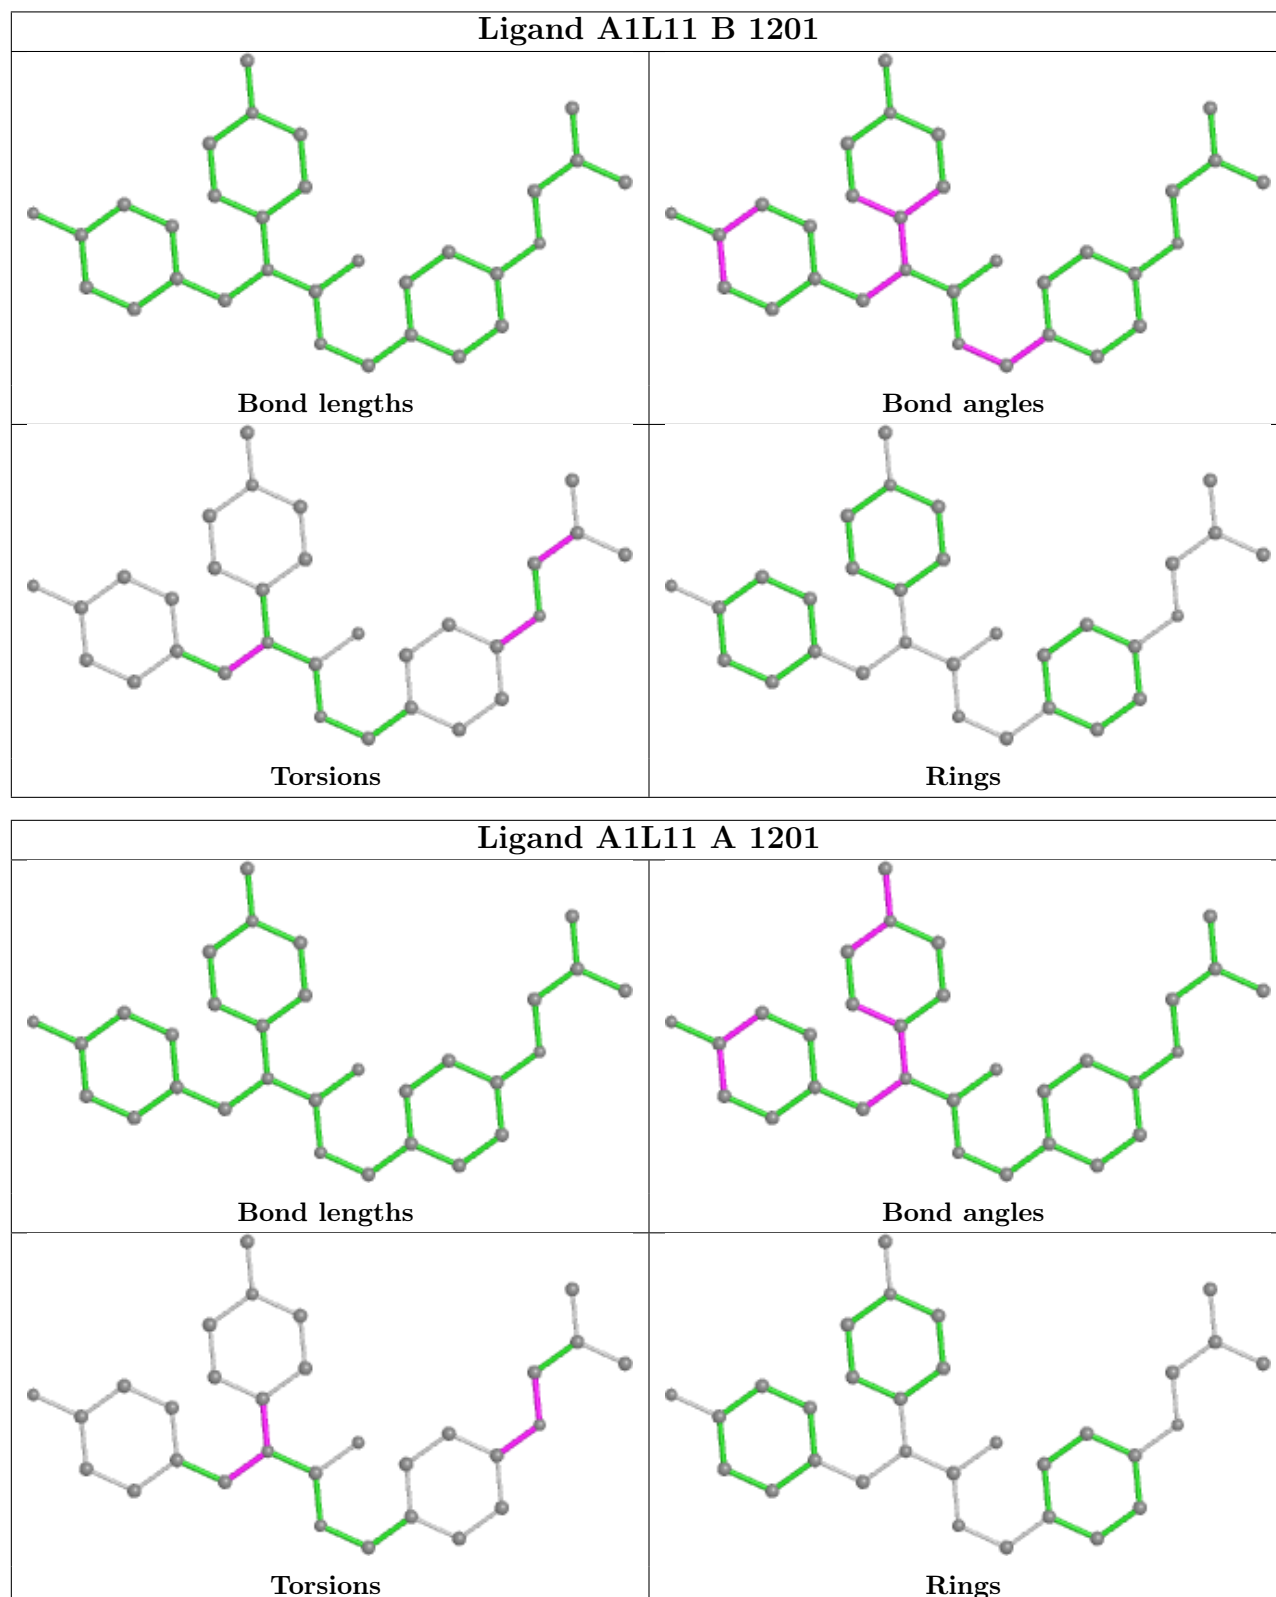 Ligand A1L11 B 1201
Bond lengths
Bond angles
Torsions
Rings
Ligand A1L11 A 1201
Bond lengths
Bond angles
Torsions
Rings